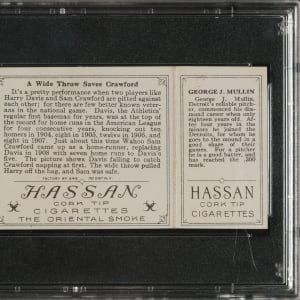 A Wide Throw Saves Crawford
It's a pretty performance when two players like
Harry Davis and Sam Crawford are pitted against
each other; for there are few better known veter-
ans in the national game. Davis, the Athletics'
regular first baseman for years, was at the top of
the record for home runs in the American League
for four consecutive years, knocking out ten
homers in 1904, eight in 1905, twelve in 1906, and
eight in 1907. Just about this time Wahoo Sam
Crawford came up as a home-runner, replacing
Davis in 1908 with seven home runs to Davis's
five. The picture shows Davis failing to catch
Crawford napping at first. The wide throw pulled
Harry off the bag, and Sam was safe.
HASSAN
CORK TIP
CIGARETTES
THE ORIENTAL SMOKE
GEORGE J. MULLIN
George J. Mullin,
Detroit's reliable pitch-
er, commenced his dia-
mond career when only
eighteen years old. Af-
ter four years in the
minors he joined the
Detroits, for whom he
goes to the mound in a
good share of their
games. For a pitcher
he is a good batter, and
has reached the .300
mark.
HASSAN
CORK TIP
CIGARETTES